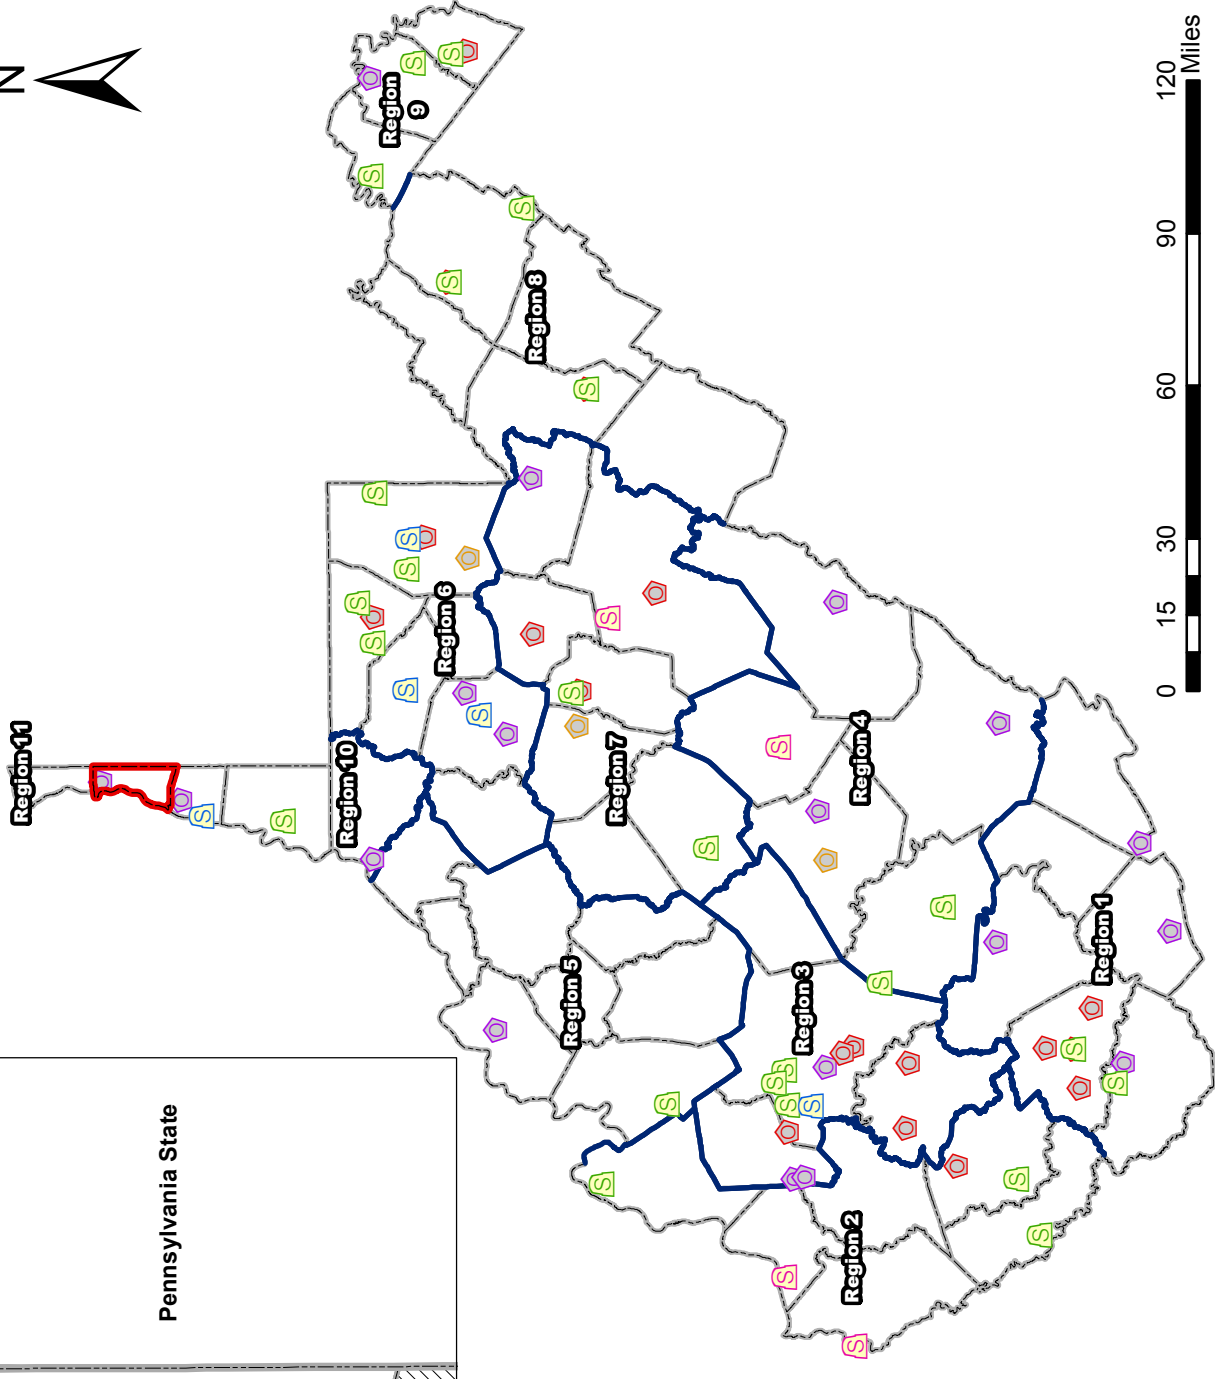 N
Region 11
Pennsylvania State
Region 10
Region
9
Region 6
Region 8
Region 5
Region 7
Region 3
Region 2
Region 4
Region 1
0 15 30 60 90 120
Miles